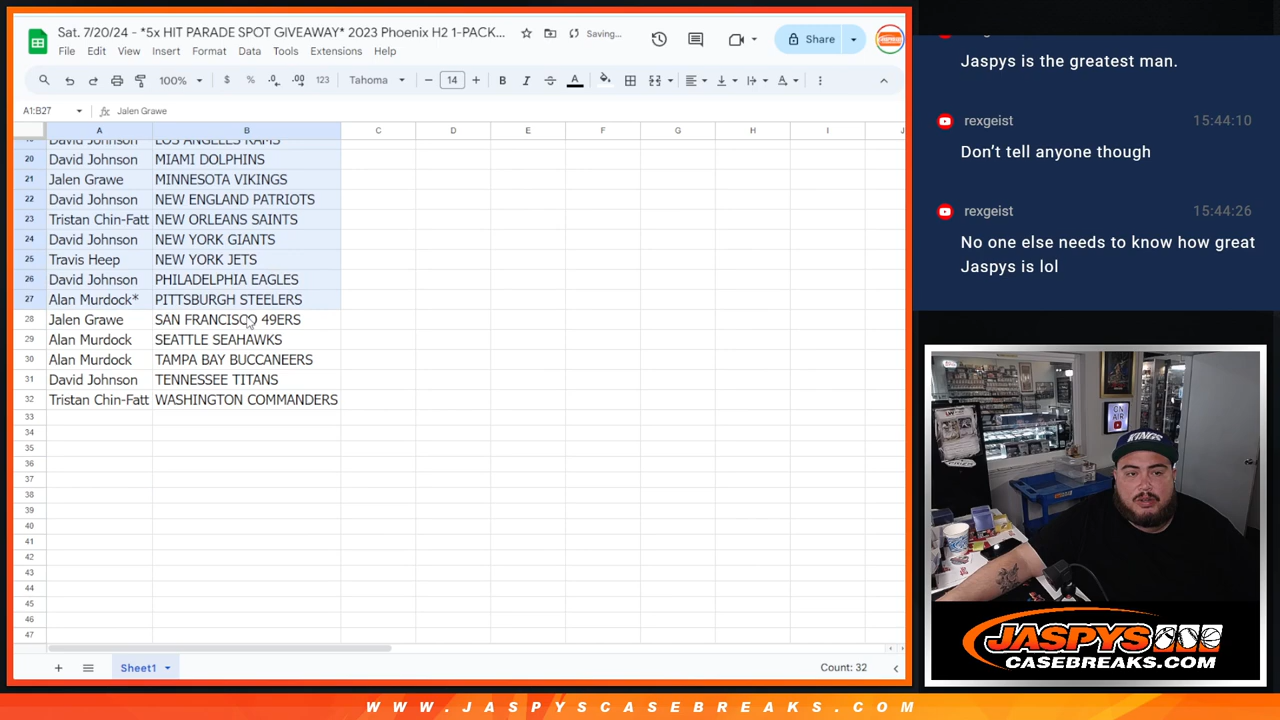 Sat. 7/20/24 - *5x HIT PARADE SPOT GIVEAWAY* 2023 Phoenix H2 1-PACK...
Saving...
Share
File Edit View Insert Format Data Tools Extensions Help
100% $ % .0 .00 123 Tahoma 14 B I A
A1:B27 Jalen Grawe
A B C D E F G H I J
David Johnson LOS ANGELES RAMS
20 David Johnson MIAMI DOLPHINS
21 Jalen Grawe MINNESOTA VIKINGS
22 David Johnson NEW ENGLAND PATRIOTS
23 Tristan Chin-Fatt NEW ORLEANS SAINTS
24 David Johnson NEW YORK GIANTS
25 Travis Heep NEW YORK JETS
26 David Johnson PHILADELPHIA EAGLES
27 Alan Murdock* PITTSBURGH STEELERS
28 Jalen Grawe SAN FRANCISCO 49ERS
29 Alan Murdock SEATTLE SEAHAWKS
30 Alan Murdock TAMPA BAY BUCCANEERS
31 David Johnson TENNESSEE TITANS
32 Tristan Chin-Fatt WASHINGTON COMMANDERS
33
34
35
36
37
38
39
40
41
42
43
44
45
46
47
Sheet1
Count: 32
Jaspys is the greatest man.
rexgeist 15:44:10
Don't tell anyone though
rexgeist 15:44:26
No one else needs to know how great
Jaspys is lol
ON
AIR
KINGS
JASPYS
CASEBREAKS.COM
WWW.JASPYSCASEBREAKS.COM